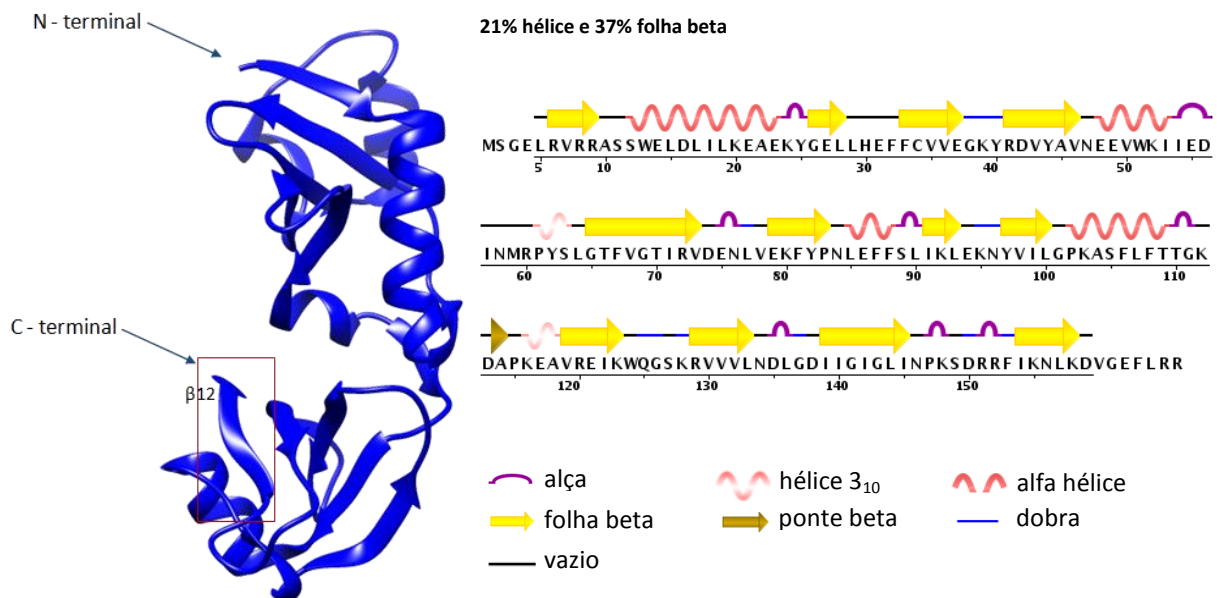 N - terminal
21% hélice e 37% folha beta
MSGELRVRRASSWELDLILKEAEKYGELLHEFFCVVEGKYRDVYAVNEEVWKIIED
5 10 20 30 40 50
INMRPYSLGTFVGTIRVDENLVEKFYPNLEFFSLIKLEKNYVILGPKASFLFTTGK
60 70 80 90 100 110
C - terminal
β12
DAPKEAVREIKWQGSKRVVVLNDLGDIIGIGLINPKSDRRFIKNLKDVGEFLRR
120 130 140 150
alça hélice 3₁₀ alfa hélice
folha beta ponte beta dobra
vazio